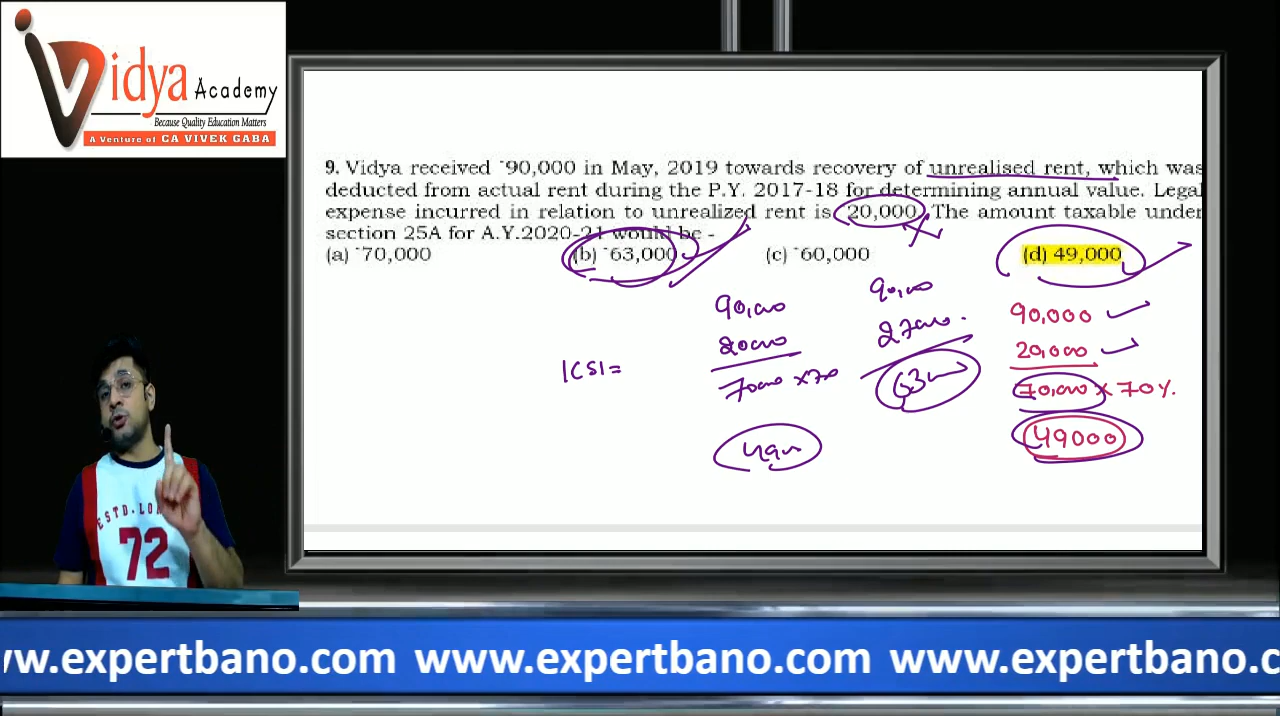 Vidya Academy
Because Quality Education Matters
A Venture of CA VIVEK GABA
9. Vidya received `90,000 in May, 2019 towards recovery of unrealised rent, which was
deducted from actual rent during the P.Y. 2017-18 for determining annual value. Legal
expense incurred in relation to unrealized rent is 20,000. The amount taxable under
section 25A for A.Y.2020-21 would be -
(a) `70,000 (b) `63,000 (c) `60,000 (d) 49,000
90,000
20,000
70,000 x 70%.
49000
ICSI =
ESTD. LO
72
ww.expertbano.com www.expertbano.com www.expertbano.c